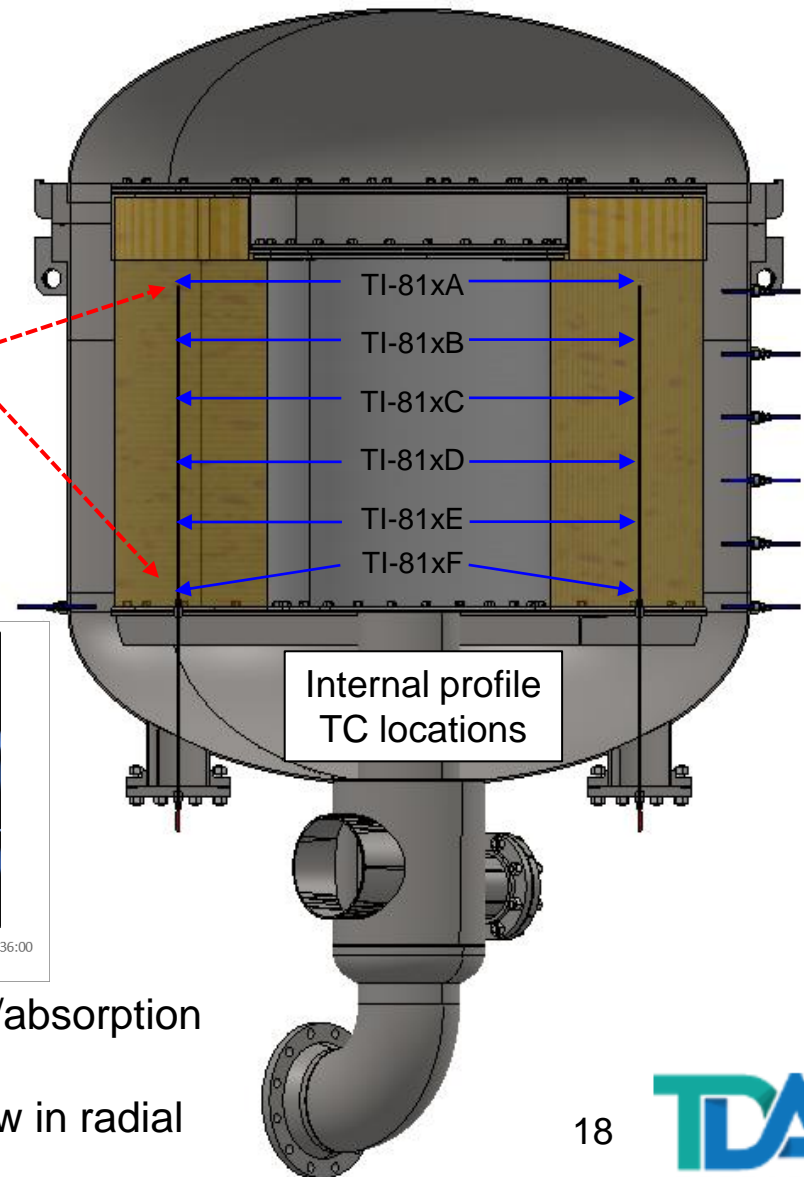 TI-81xA
TI-81xB
TI-81xC
TI-81xD
TI-81xE
TI-81xF
Internal profile
TC locations
36:00
/absorption
w in radial
18
TDA